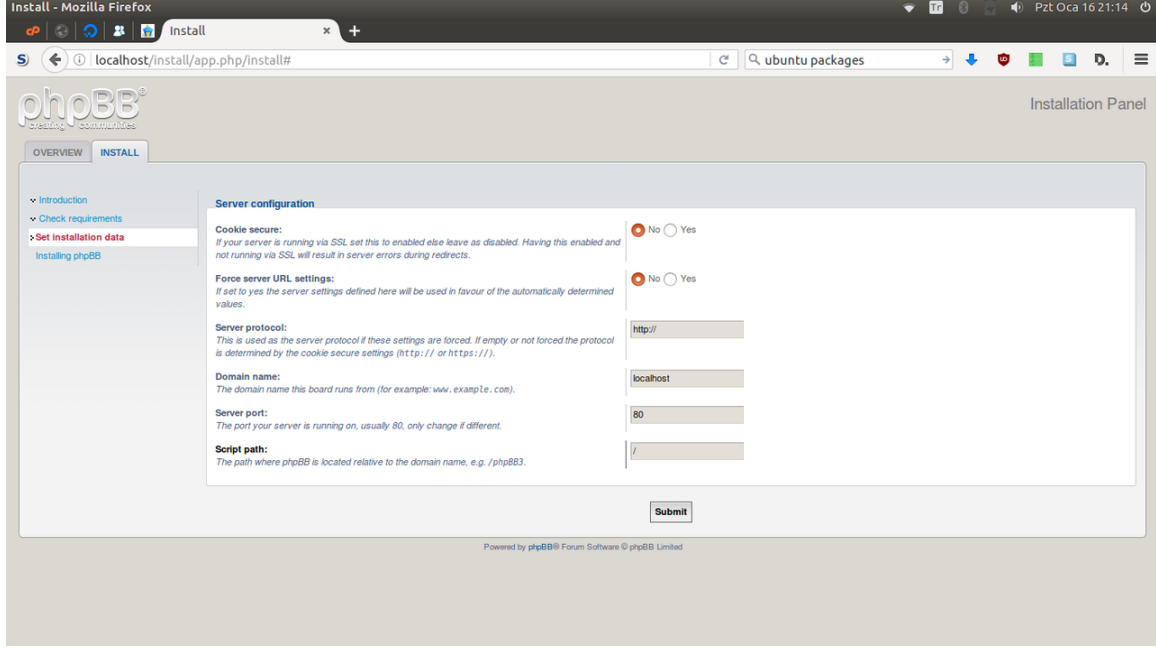 Install - Mozilla Firefox
Tr
Pzt Oca 16 21:14
cP
Install × +
S localhost/install/app.php/install# ubuntu packages S D.
phpBB®
creating communities
Installation Panel
OVERVIEW INSTALL
Introduction
Check requirements
Set installation data
Installing phpBB
Server configuration
Cookie secure:
If your server is running via SSL set this to enabled else leave as disabled. Having this enabled and
not running via SSL will result in server errors during redirects.
No Yes
Force server URL settings:
If set to yes the server settings defined here will be used in favour of the automatically determined
values.
No Yes
Server protocol:
This is used as the server protocol if these settings are forced. If empty or not forced the protocol
is determined by the cookie secure settings (http:// or https://).
http://
Domain name:
The domain name this board runs from (for example: www.example.com).
localhost
Server port:
The port your server is running on, usually 80, only change if different.
80
Script path:
The path where phpBB is located relative to the domain name, e.g. /phpBB3.
/
Submit
Powered by phpBB® Forum Software © phpBB Limited